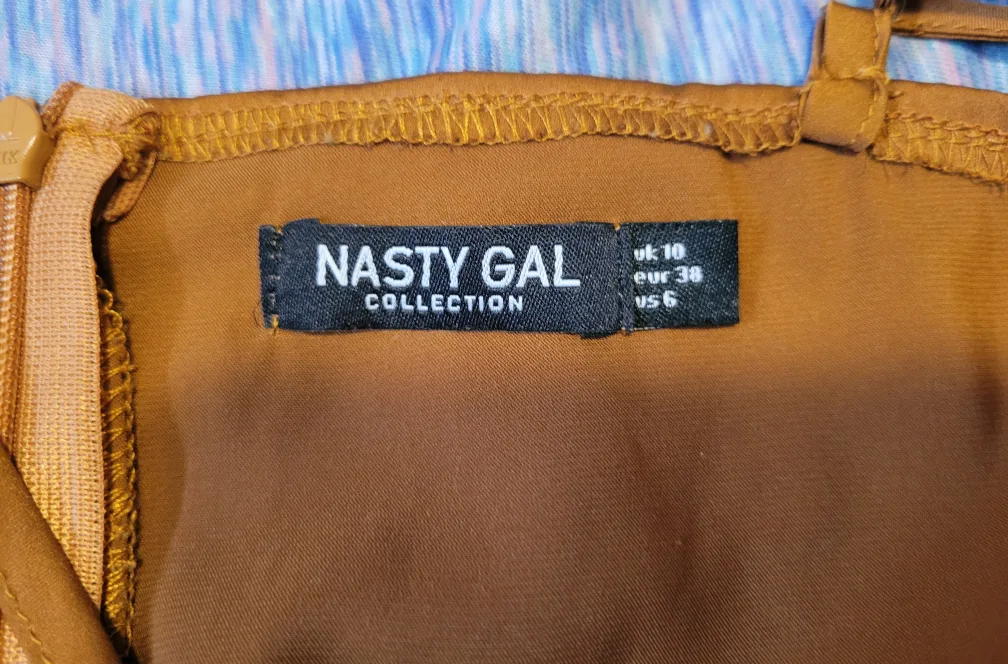 NASTY GAL
COLLECTION
uk 10
eur 38
us 6